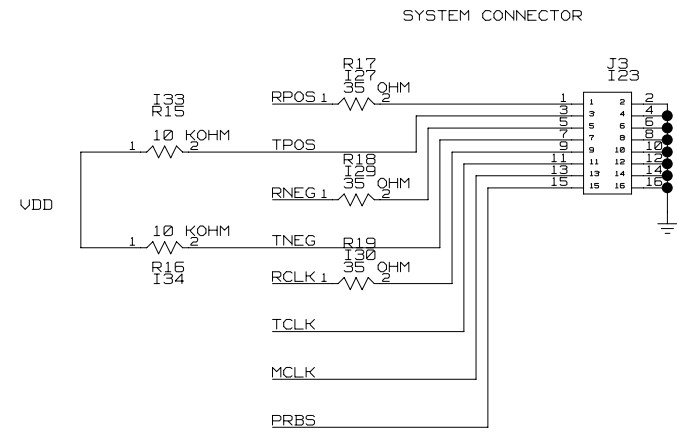 SYSTEM CONNECTOR
R17
I27
35 OHM
RPOS 1 2
J3
I23
1 1 2 2
3 3 4 4
5 5 6 6
7 7 8 8
9 9 10 10
11 11 12 12
13 13 14 14
15 15 16 16
I33
R15
10 KOHM
1 2 TPOS
R18
I29
35 OHM
RNEG 1 2
VDD
10 KOHM
1 2 TNEG
R16
I34
R19
I30
35 OHM
RCLK 1 2
TCLK
MCLK
PRBS